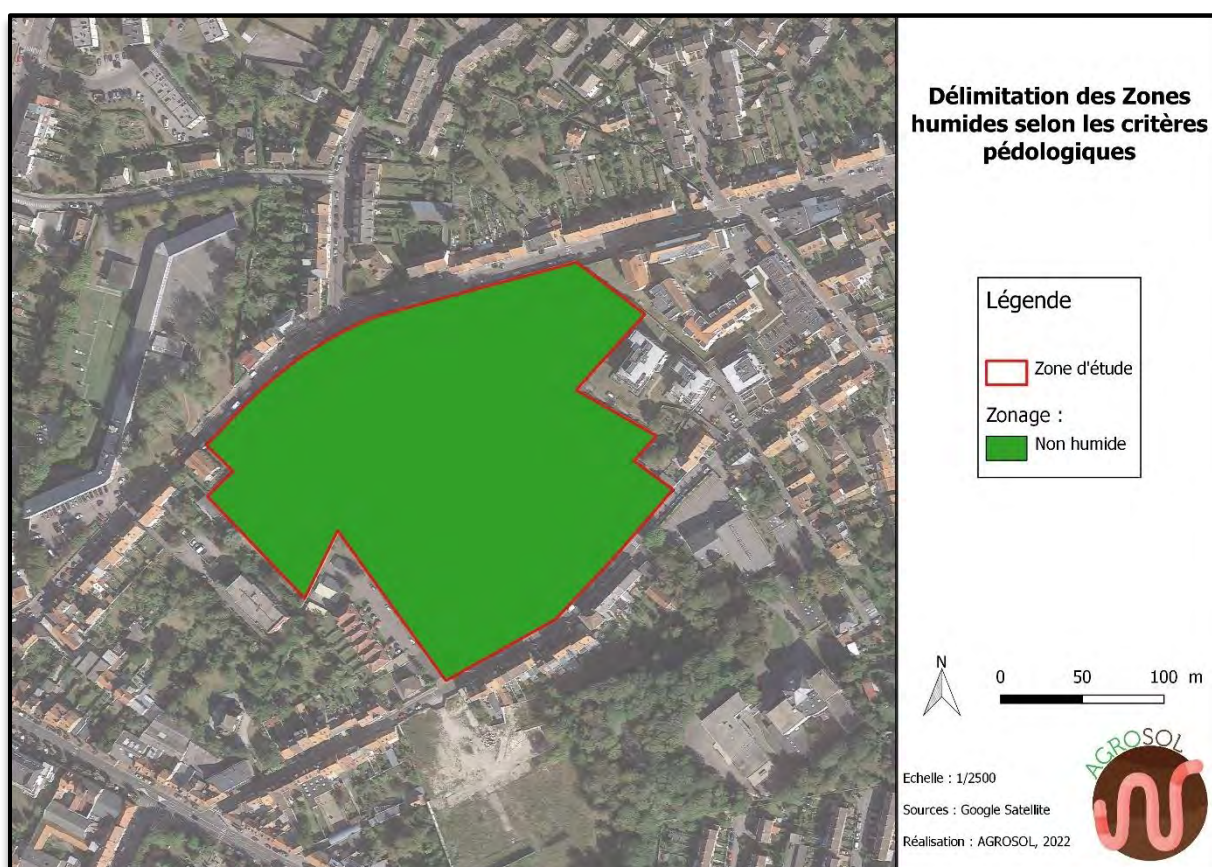 Délimitation des Zones
humides selon les critères
pédologiques
Légende
Zone d'étude
Zonage :
Non humide
N
0 50 100 m
Echelle : 1/2500
Sources : Google Satellite
Réalisation : AGROSOL, 2022
AGROSOL